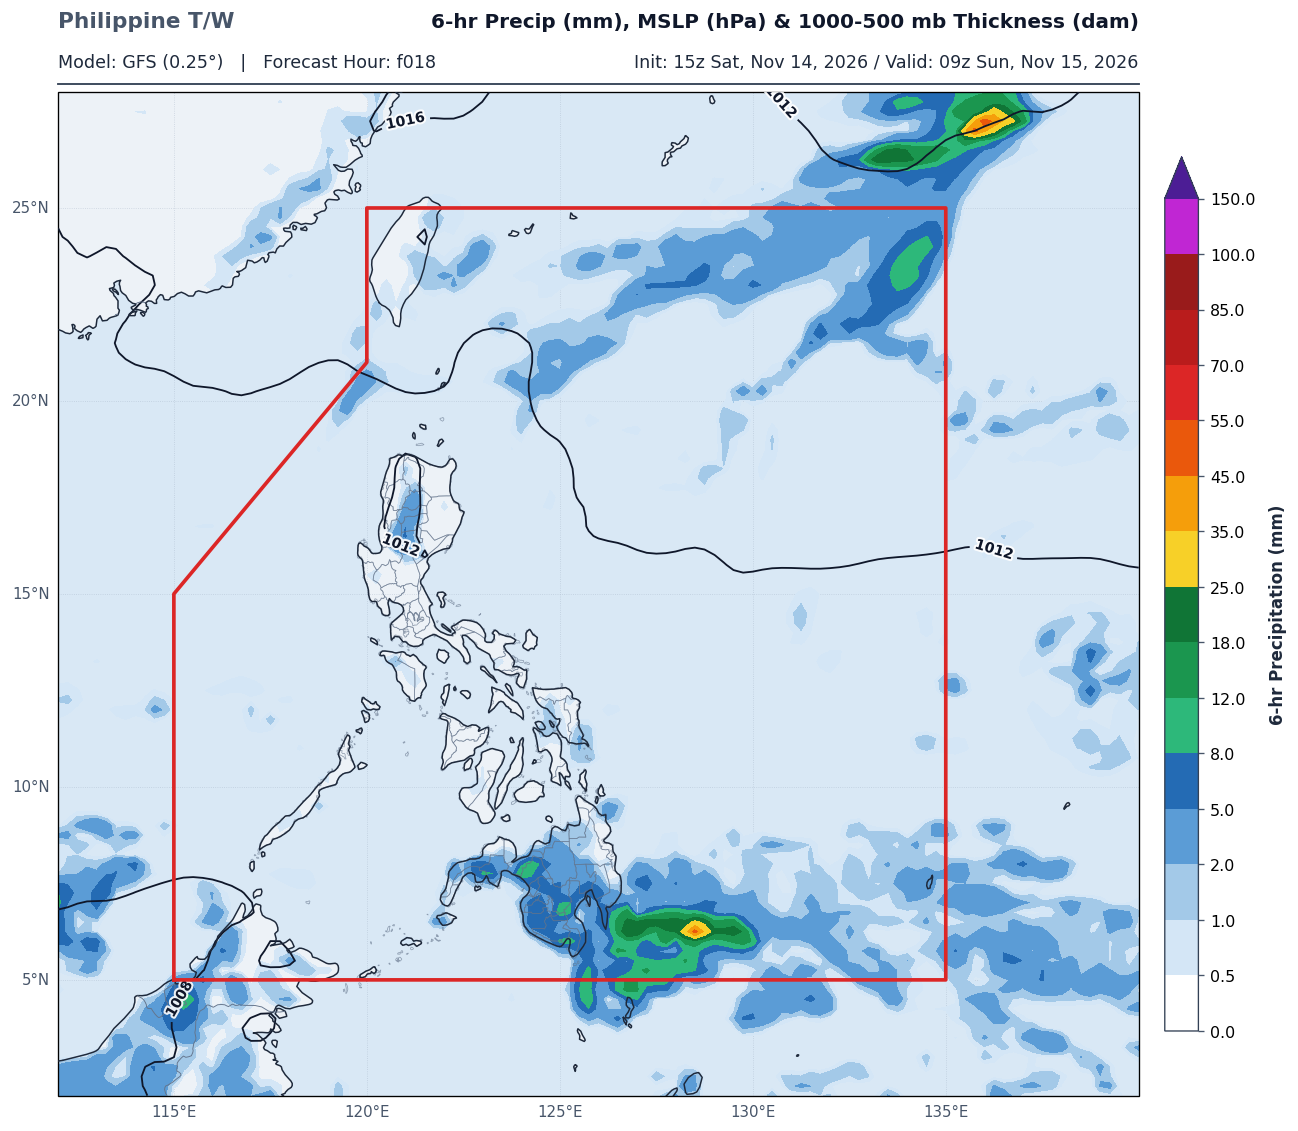 Philippine T/W
6-hr Precip (mm), MSLP (hPa) & 1000-500 mb Thickness (dam)
Model: GFS (0.25°) | Forecast Hour: f018
Init: 15z Sat, Nov 14, 2026 / Valid: 09z Sun, Nov 15, 2026
1016
1012
1012
1012
1008
25°N
20°N
15°N
10°N
5°N
115°E
120°E
125°E
130°E
135°E
150.0
100.0
85.0
70.0
55.0
45.0
35.0
25.0
18.0
12.0
8.0
5.0
2.0
1.0
0.5
0.0
6-hr Precipitation (mm)